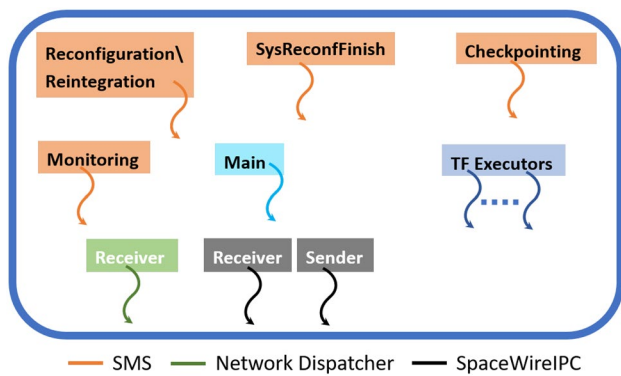 Reconfiguration\
Reintegration
SysReconfFinish
Checkpointing
Monitoring
Main
TF Executors
Receiver
Receiver
Sender
SMS
Network Dispatcher
SpaceWireIPC